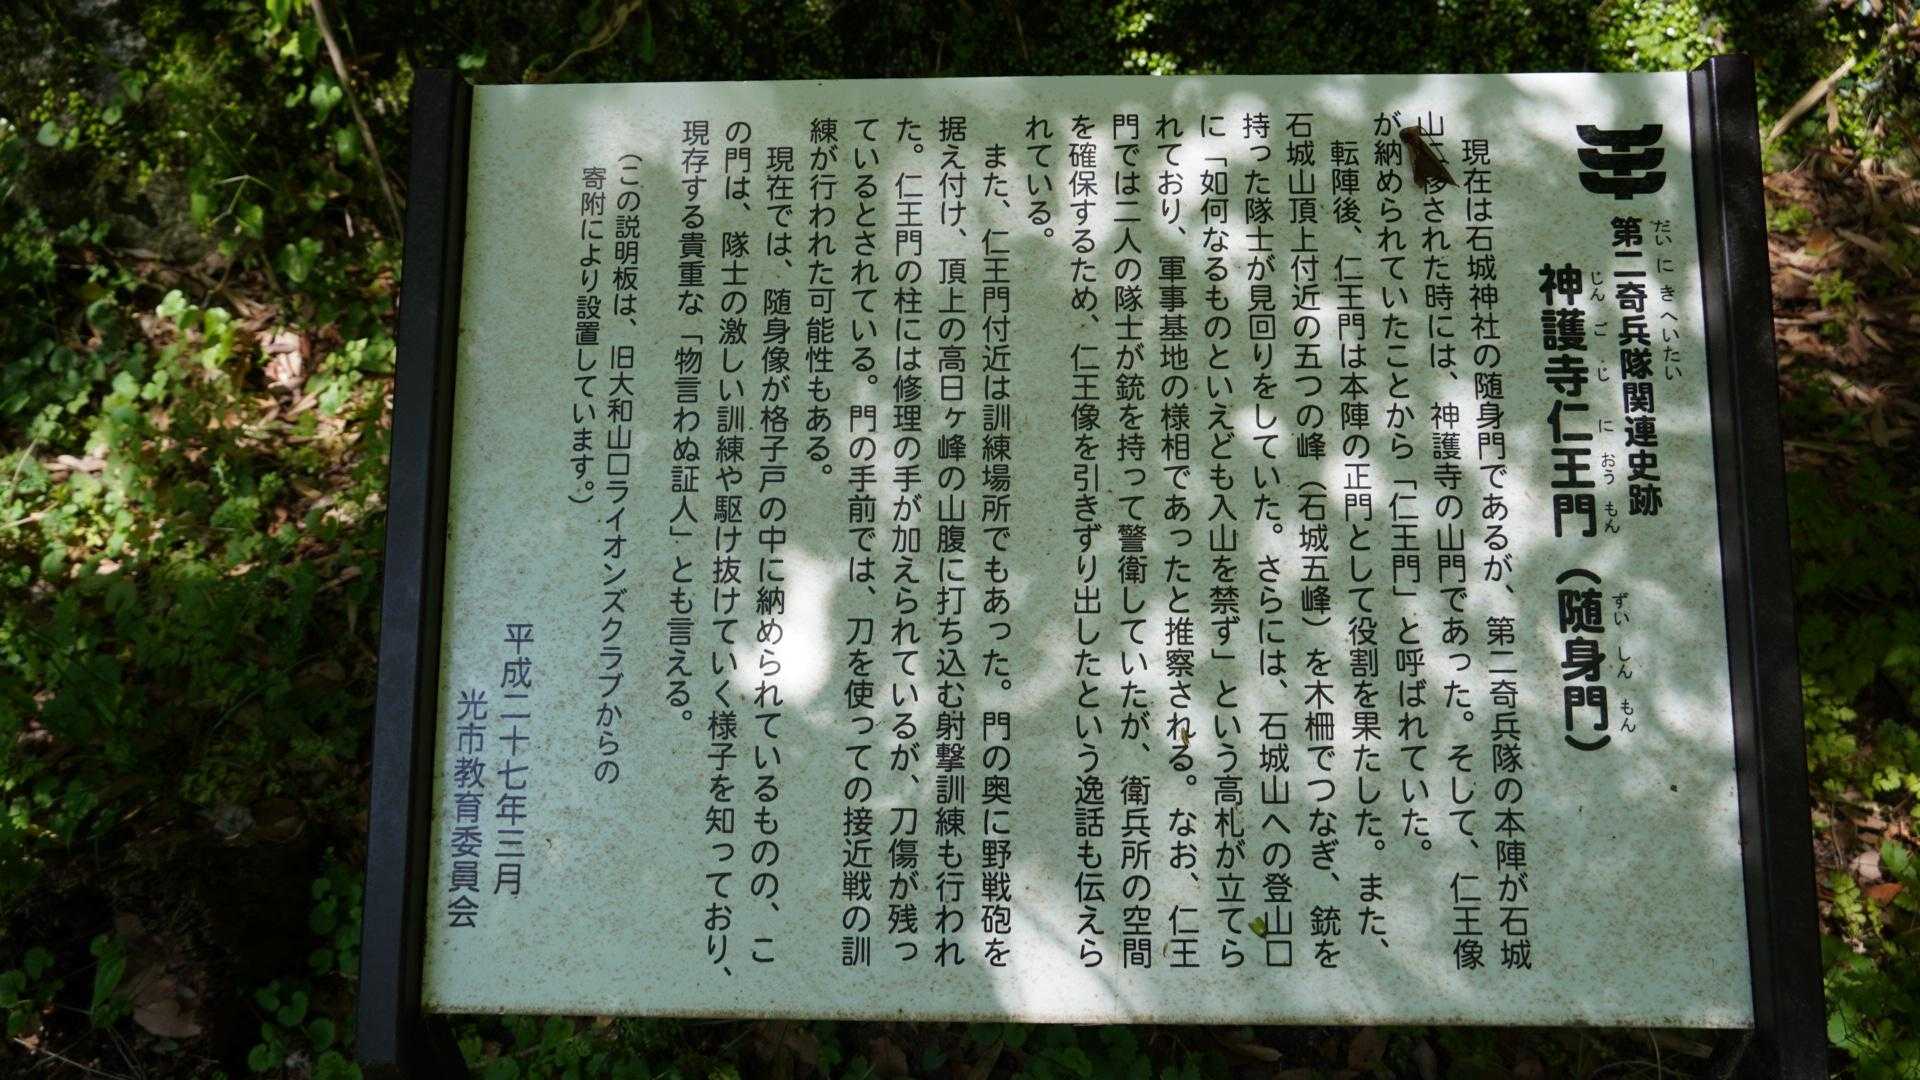 第二奇兵隊関連史跡
だいにきへいたい
神護寺仁王門（随身門）
じんごじ におうもん ずいしんもん
現在は石城神社の随身門であるが、第二奇兵隊の本陣が石城
山に移された時には、神護寺の山門であった。そして、仁王像
が納められていたことから「仁王門」と呼ばれていた。
転陣後、仁王門は本陣の正門として役割を果たした。また、
石城山頂上付近の五つの峰（石城五峰）を木柵でつなぎ、銃を
持った隊士が見回りをしていた。さらには、石城山への登山口
に「如何なるものといえども入山を禁ず」という高札が立てら
れており、軍事基地の様相であったと推察される。なお、仁王
門では二人の隊士が銃を持って警衛していたが、衛兵所の空間
を確保するため、仁王像を引きずり出したという逸話も伝えら
れている。
また、仁王門付近は訓練場所でもあった。門の奥に野戦砲を
据え付け、頂上の高日ヶ峰の山腹に打ち込む射撃訓練も行われ
た。仁王門の柱には修理の手が加えられているが、刀傷が残っ
ているとされている。門の手前では、刀を使っての接近戦の訓
練が行われた可能性もある。
現在では、随身像が格子戸の中に納められているものの、こ
の門は、隊士の激しい訓練や駆け抜けていく様子を知っており、
現存する貴重な「物言わぬ証人」とも言える。
（この説明板は、旧大和山口ライオンズクラブからの
寄附により設置しています。）
平成二十七年三月
光市教育委員会